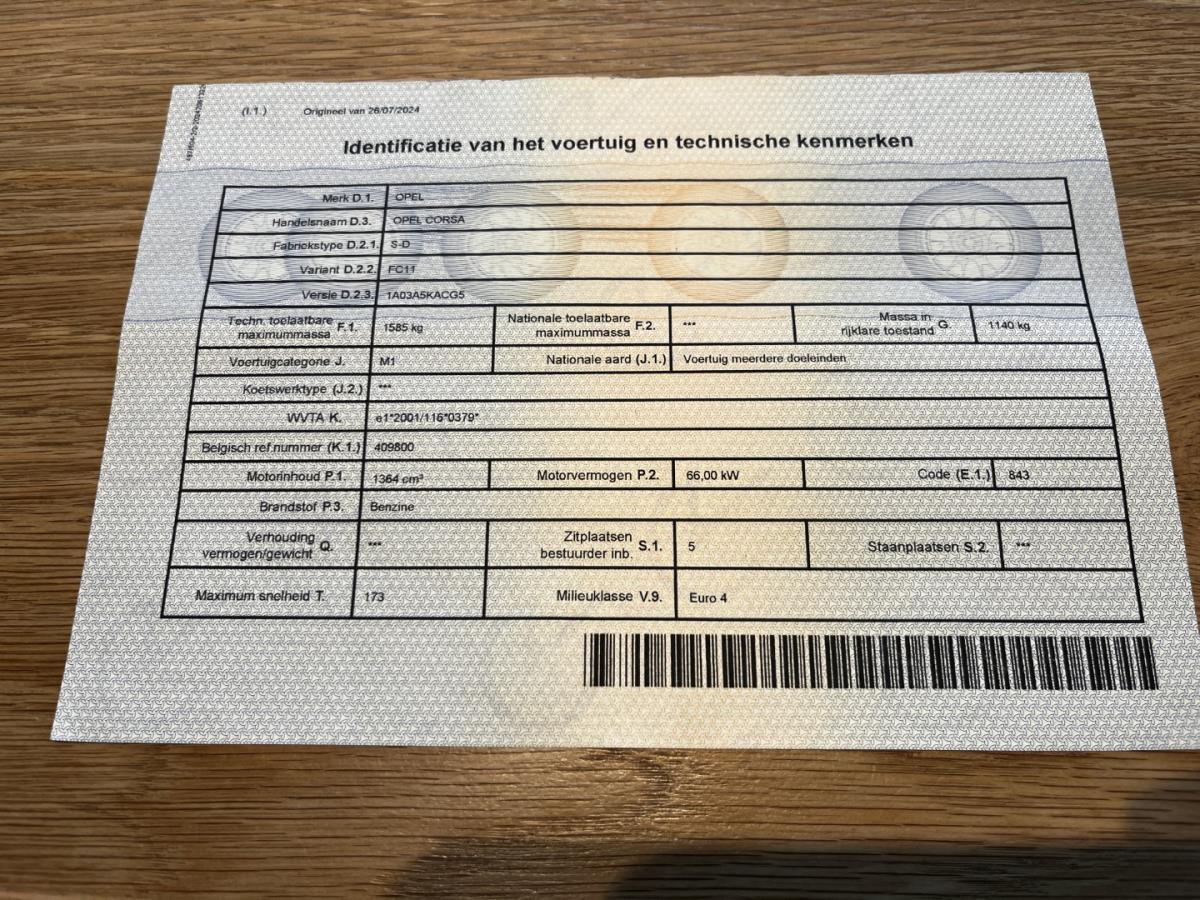 (I.1.) Origineel van 26/07/2024
Identificatie van het voertuig en technische kenmerken
Merk D.1. OPEL
Handelsnaam D.3. OPEL CORSA
Fabriekstype D.2.1. S-D
Variant D.2.2. FC11
Versie D.2.3. 1A03A5KACG5
Techn. toelaatbare maximummassa F.1. 1585 kg Nationale toelaatbare maximummassa F.2. *** Massa in rijklare toestand G. 1140 kg
Voertuigcategorie J. M1 Nationale aard (J.1.) Voertuig meerdere doeleinden
Koetswerktype (J.2.) ***
WVTA K. e1*2001/116*0379*
Belgisch ref nummer (K.1.) 409800
Motorinhoud P.1. 1364 cm³ Motorvermogen P.2. 66,00 kW Code (E.1.) 843
Brandstof P.3. Benzine
Verhouding vermogen/gewicht Q. *** Zitplaatsen bestuurder inb. S.1. 5 Staanplaatsen S.2. ***
Maximum snelheid T. 173 Milieuklasse V.9. Euro 4